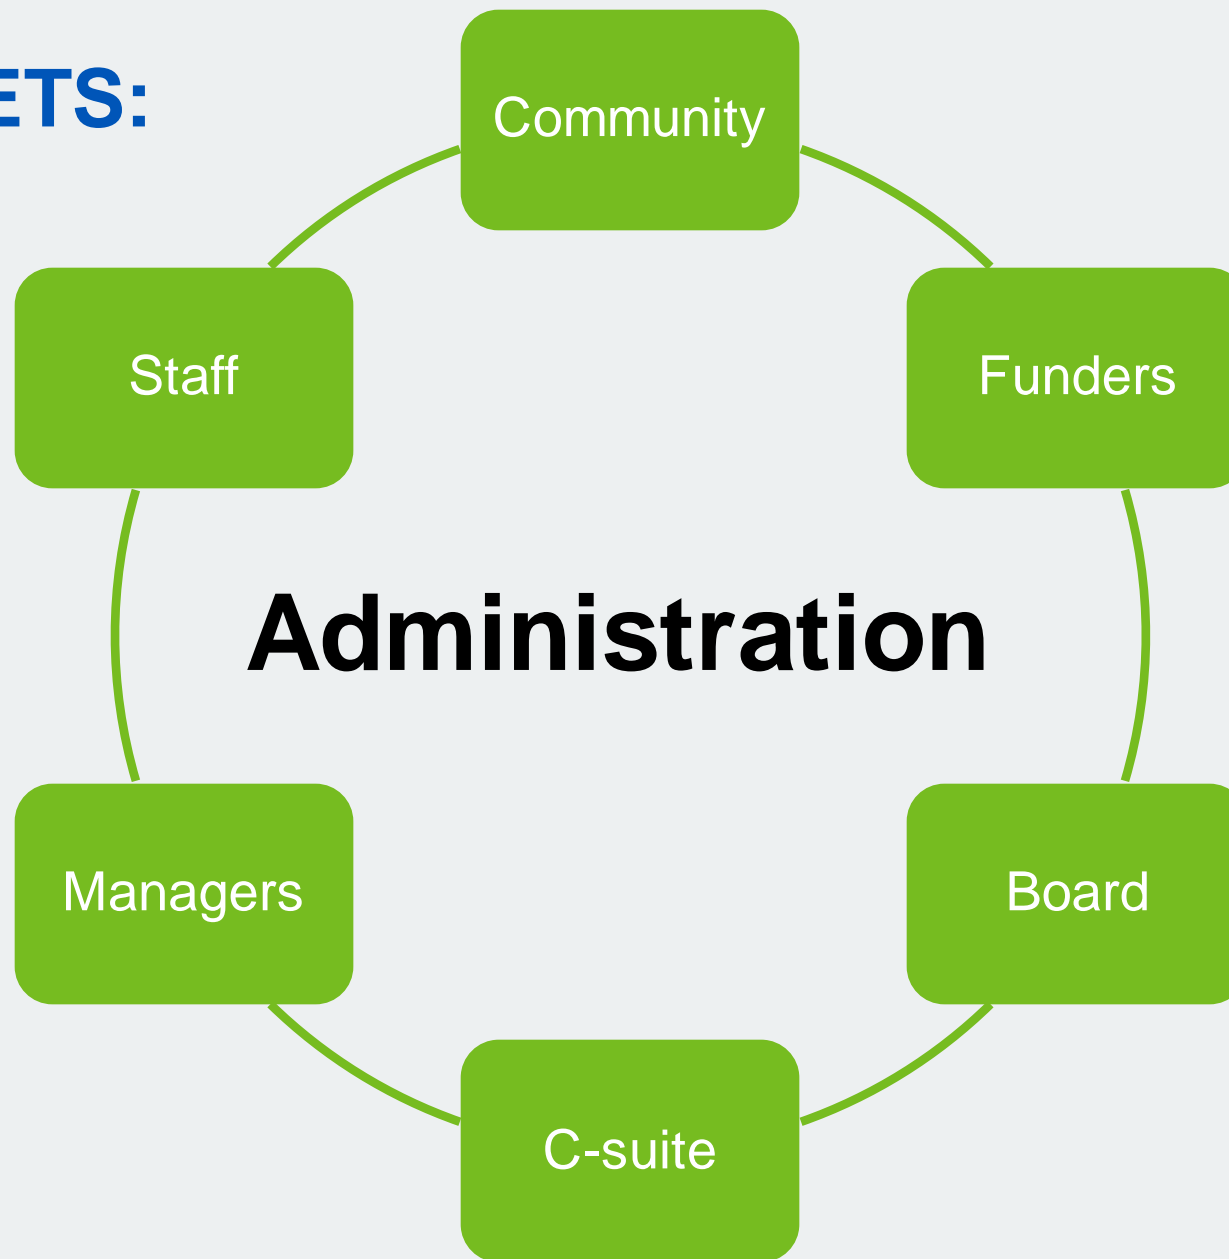 ETS:
Community
Staff
Funders
Administration
Managers
Board
C-suite